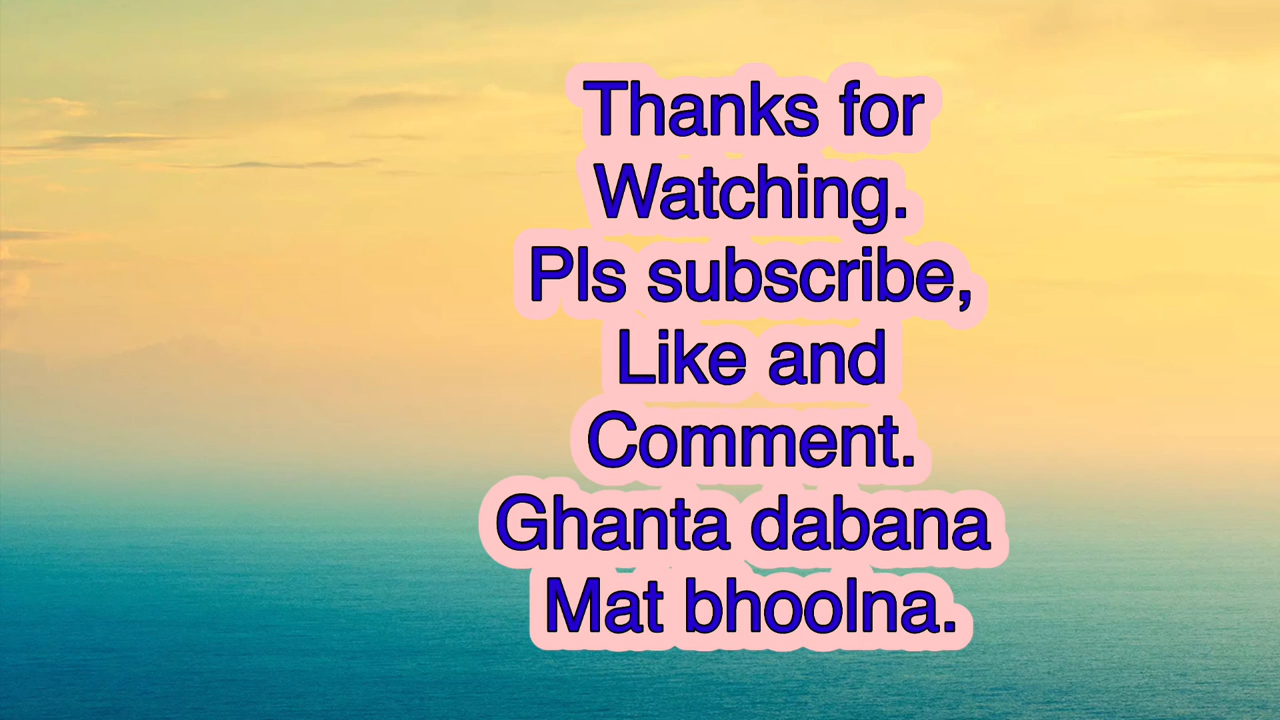 Thanks for
Watching.
Pls subscribe,
Like and
Comment.
Ghanta dabana
Mat bhoolna.